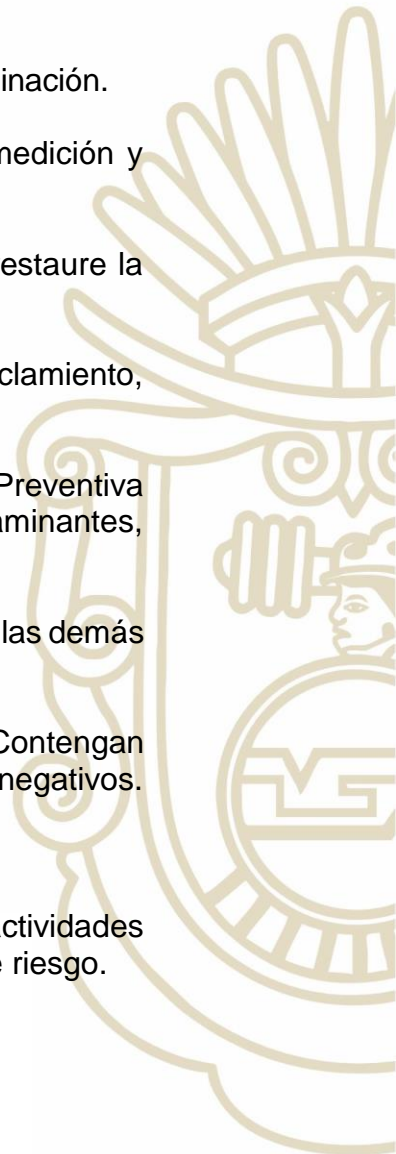 inación.
medición y
estaure la
clamiento,
Preventiva
aminantes,
las demás
Contengan
negativos.
ctividades
e riesgo.